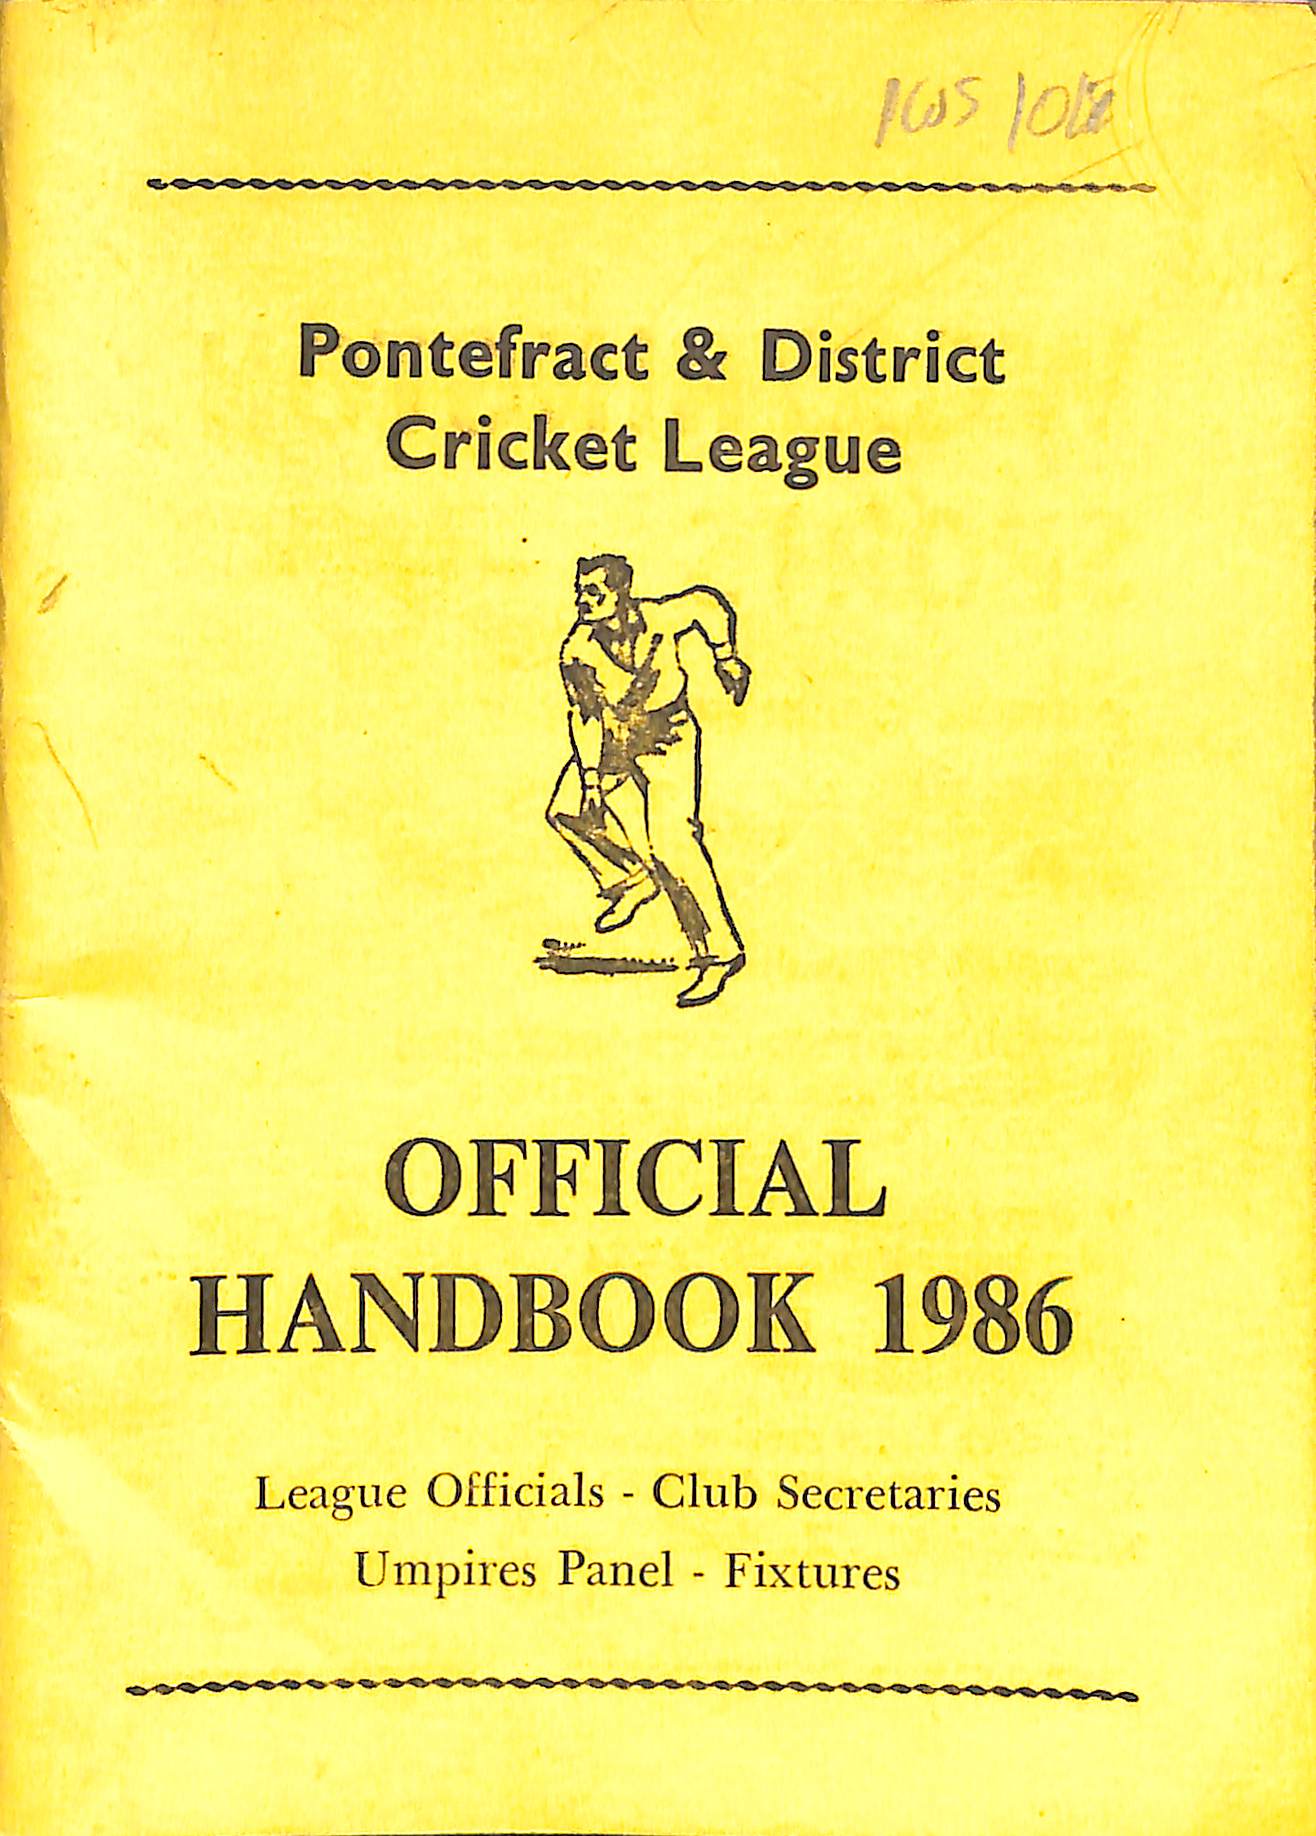 Pontefract & District
Cricket League
OFFICIAL
HANDBOOK 1986
League Officials - Club Secretaries
Umpires Panel - Fixtures